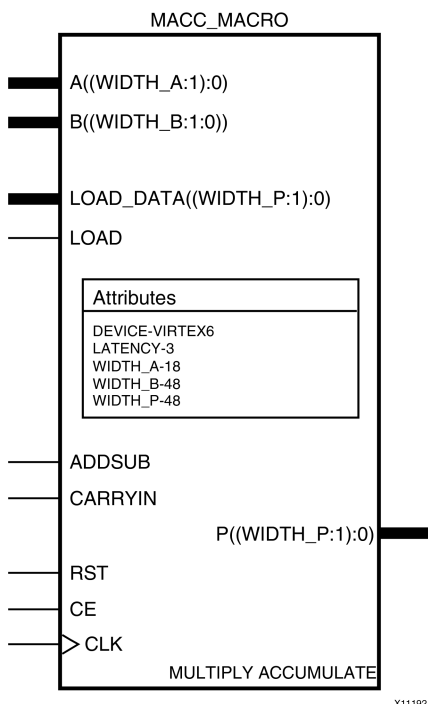 MACC_MACRO
A((WIDTH_A:1):0)
B((WIDTH_B:1:0))
LOAD_DATA((WIDTH_P:1):0)
LOAD
Attributes
DEVICE-VIRTEX6
LATENCY-3
WIDTH_A-18
WIDTH_B-48
WIDTH_P-48
ADDSUB
CARRYIN
P((WIDTH_P:1):0)
RST
CE
CLK
MULTIPLY ACCUMULATE
X11192